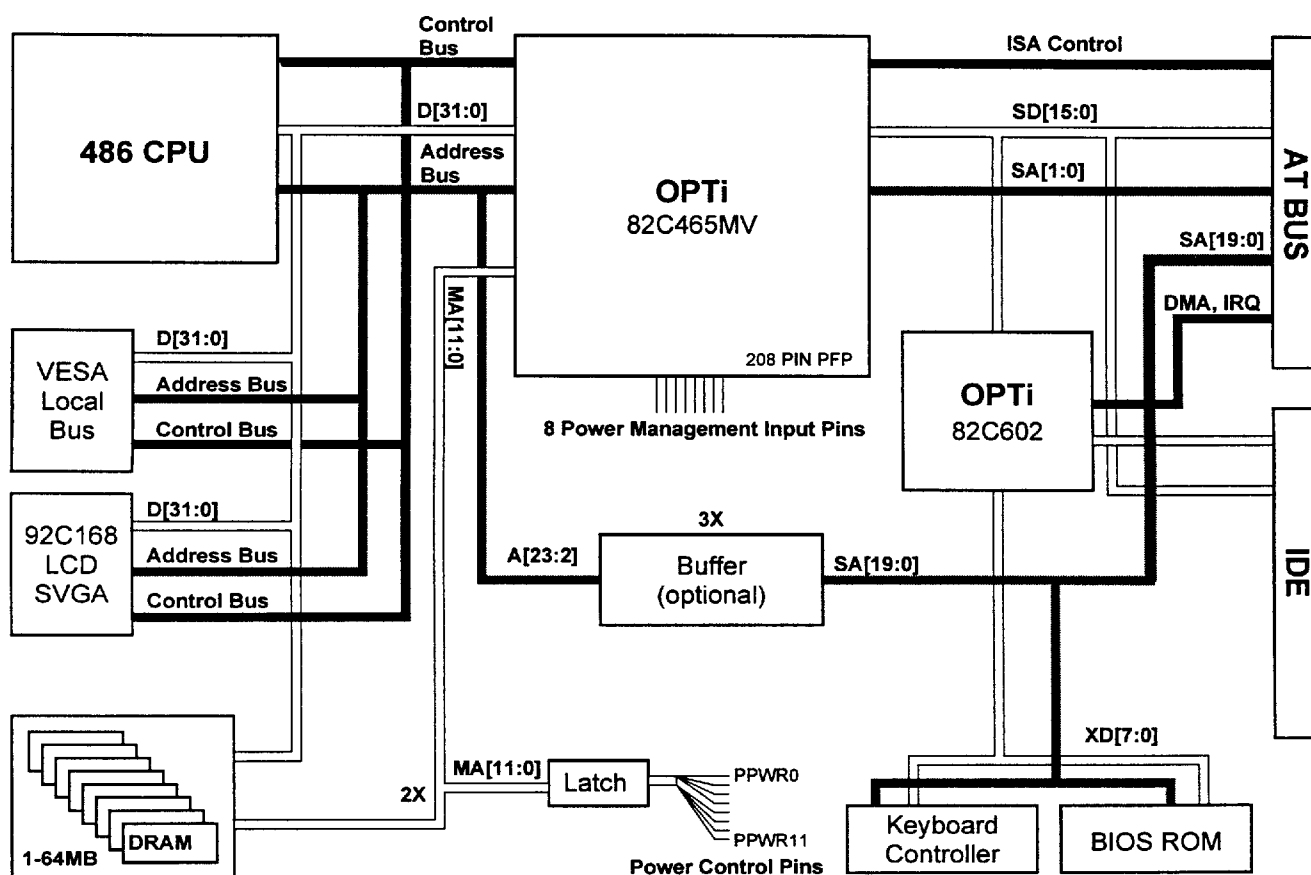 Control
Bus
ISA Control
D[31:0]
SD[15:0]
486 CPU
Address
Bus
OPTi
82C465MV
SA[1:0]
AT BUS
SA[19:0]
MA[11:0]
DMA, IRQ
208 PIN PFP
8 Power Management Input Pins
VESA
Local
Bus
D[31:0]
Address Bus
Control Bus
OPTi
82C602
92C168
LCD
SVGA
D[31:0]
Address Bus
Control Bus
A[23:2]
3X
Buffer
(optional)
SA[19:0]
IDE
XD[7:0]
2X
MA[11:0]
Latch
PPWR0
PPWR11
Power Control Pins
DRAM
1-64MB
Keyboard
Controller
BIOS ROM